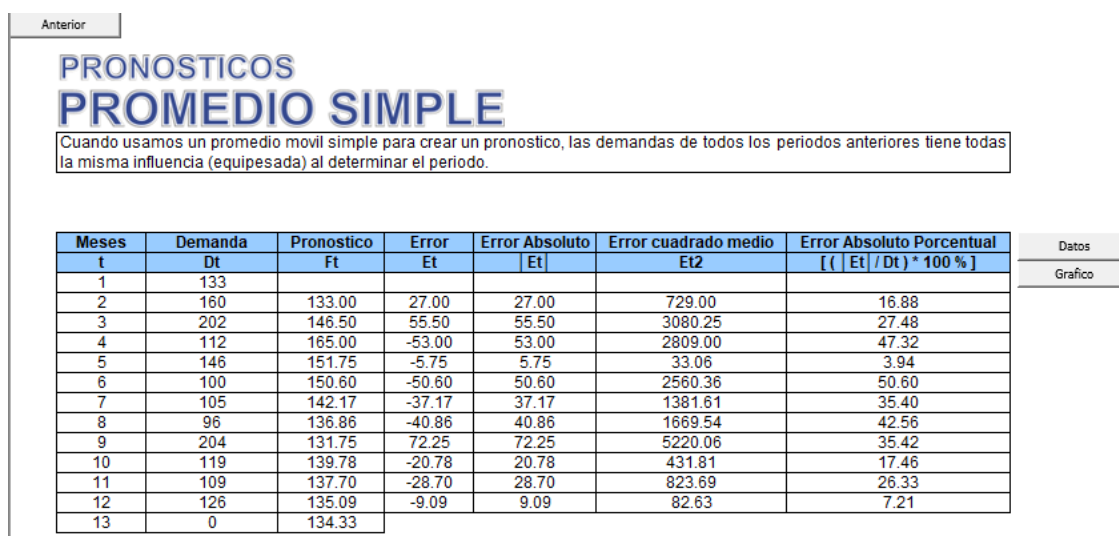 Anterior
PRONOSTICOS
PROMEDIO SIMPLE
Cuando usamos un promedio movil simple para crear un pronostico, las demandas de todos los periodos anteriores tiene todas
la misma influencia (equipesada) al determinar el periodo.
Meses Demanda Pronostico Error Error Absoluto Error cuadrado medio Error Absoluto Porcentual
Datos
t Dt Ft Et |Et| Et2 [ ( |Et| / Dt ) * 100 % ]
Grafico
1 133
2 160 133.00 27.00 27.00 729.00 16.88
3 202 146.50 55.50 55.50 3080.25 27.48
4 112 165.00 -53.00 53.00 2809.00 47.32
5 146 151.75 -5.75 5.75 33.06 3.94
6 100 150.60 -50.60 50.60 2560.36 50.60
7 105 142.17 -37.17 37.17 1381.61 35.40
8 96 136.86 -40.86 40.86 1669.54 42.56
9 204 131.75 72.25 72.25 5220.06 35.42
10 119 139.78 -20.78 20.78 431.81 17.46
11 109 137.70 -28.70 28.70 823.69 26.33
12 126 135.09 -9.09 9.09 82.63 7.21
13 0 134.33